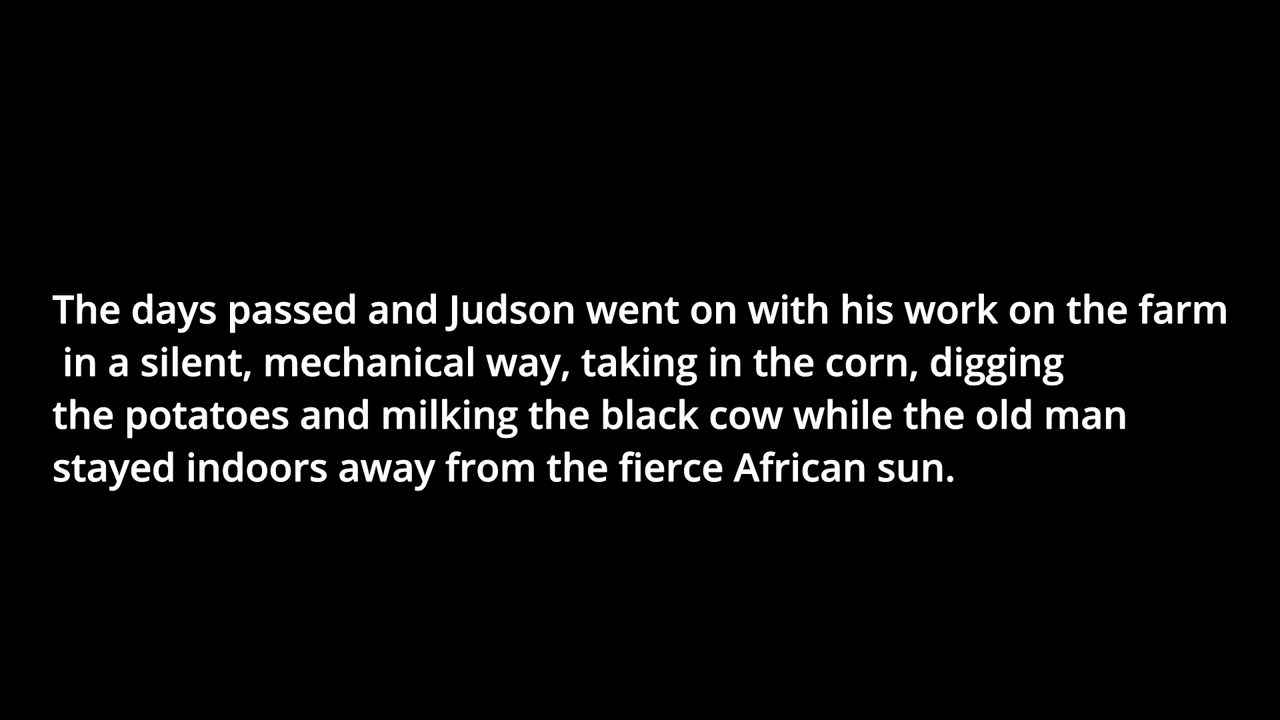 The days passed and Judson went on with his work on the farm
in a silent, mechanical way, taking in the corn, digging
the potatoes and milking the black cow while the old man
stayed indoors away from the fierce African sun.